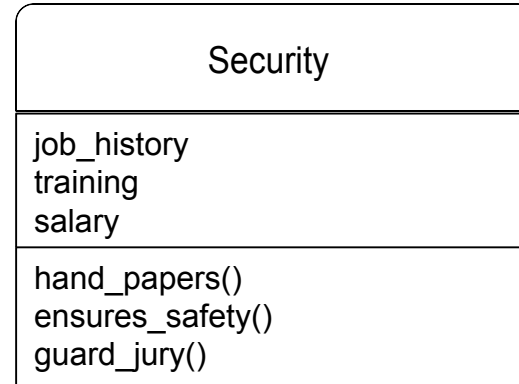 Security
job_history
training
salary
hand_papers()
ensures_safety()
guard_jury()